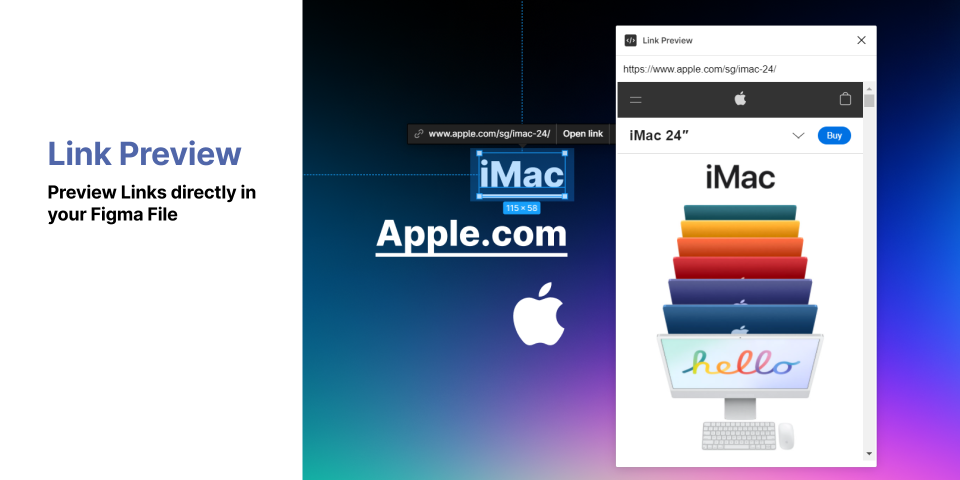 Link Preview
Preview Links directly in
your Figma File
www.apple.com/sg/imac-24/ Open link
iMac
115 × 58
Apple.com
Link Preview
https://www.apple.com/sg/imac-24/
iMac 24″
Buy
iMac
hello